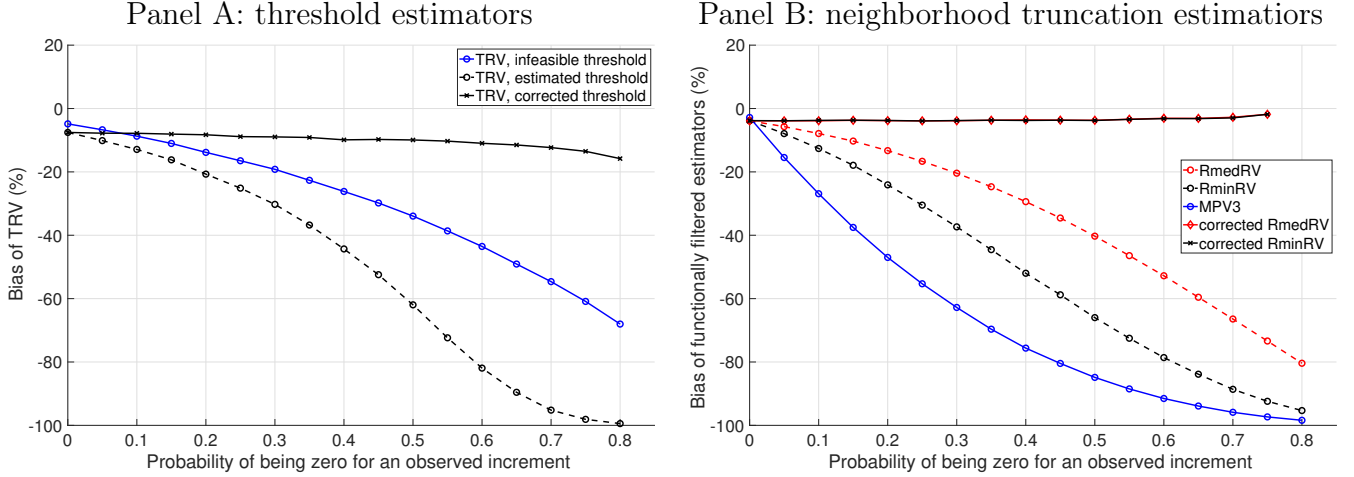 Panel A: threshold estimators
20
0
-20
-40
-60
-80
-100
Bias of TRV (%)
TRV, infeasible threshold
TRV, estimated threshold
TRV, corrected threshold
0 0.1 0.2 0.3 0.4 0.5 0.6 0.7 0.8
Probability of being zero for an observed increment
Panel B: neighborhood truncation estimatiors
20
0
-20
-40
-60
-80
-100
Bias of functionally filtered estimators (%)
RmedRV
RminRV
MPV3
corrected RmedRV
corrected RminRV
0 0.1 0.2 0.3 0.4 0.5 0.6 0.7 0.8
Probability of being zero for an observed increment